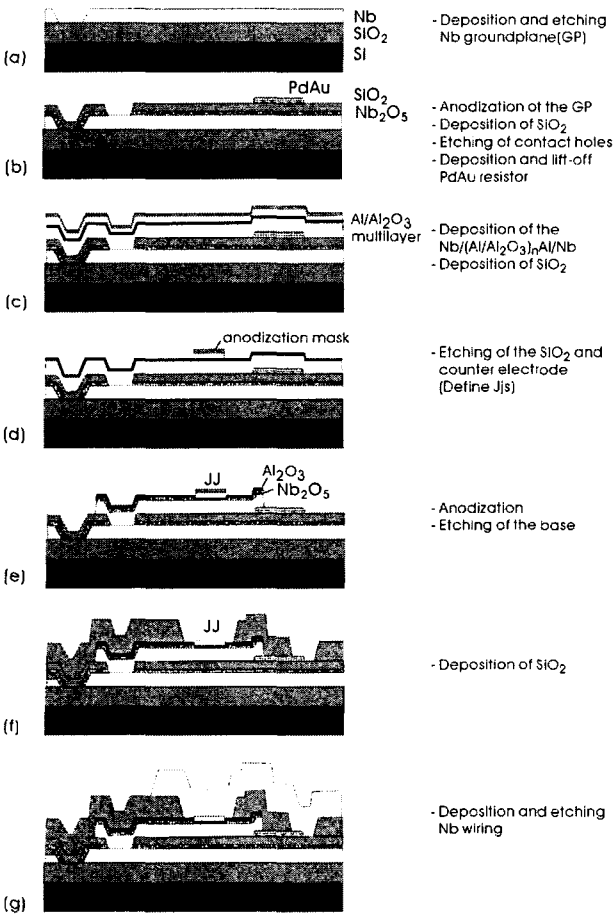 Nb
SiO2
Si
(a)
- Deposition and etching
Nb groundplane(GP)
PdAu
SiO2
Nb2O5
(b)
- Anodization of the GP
- Deposition of SiO2
- Etching of contact holes
- Deposition and lift-off
PdAu resistor
Al/Al2O3
multilayer
(c)
- Deposition of the
Nb/(Al/Al2O3)nAl/Nb
- Deposition of SiO2
anodization mask
(d)
- Etching of the SiO2 and
counter electrode
(Define Jjs)
JJ
Al2O3
Nb2O5
(e)
- Anodization
- Etching of the base
JJ
(f)
- Deposition of SiO2
(g)
- Deposition and etching
Nb wiring